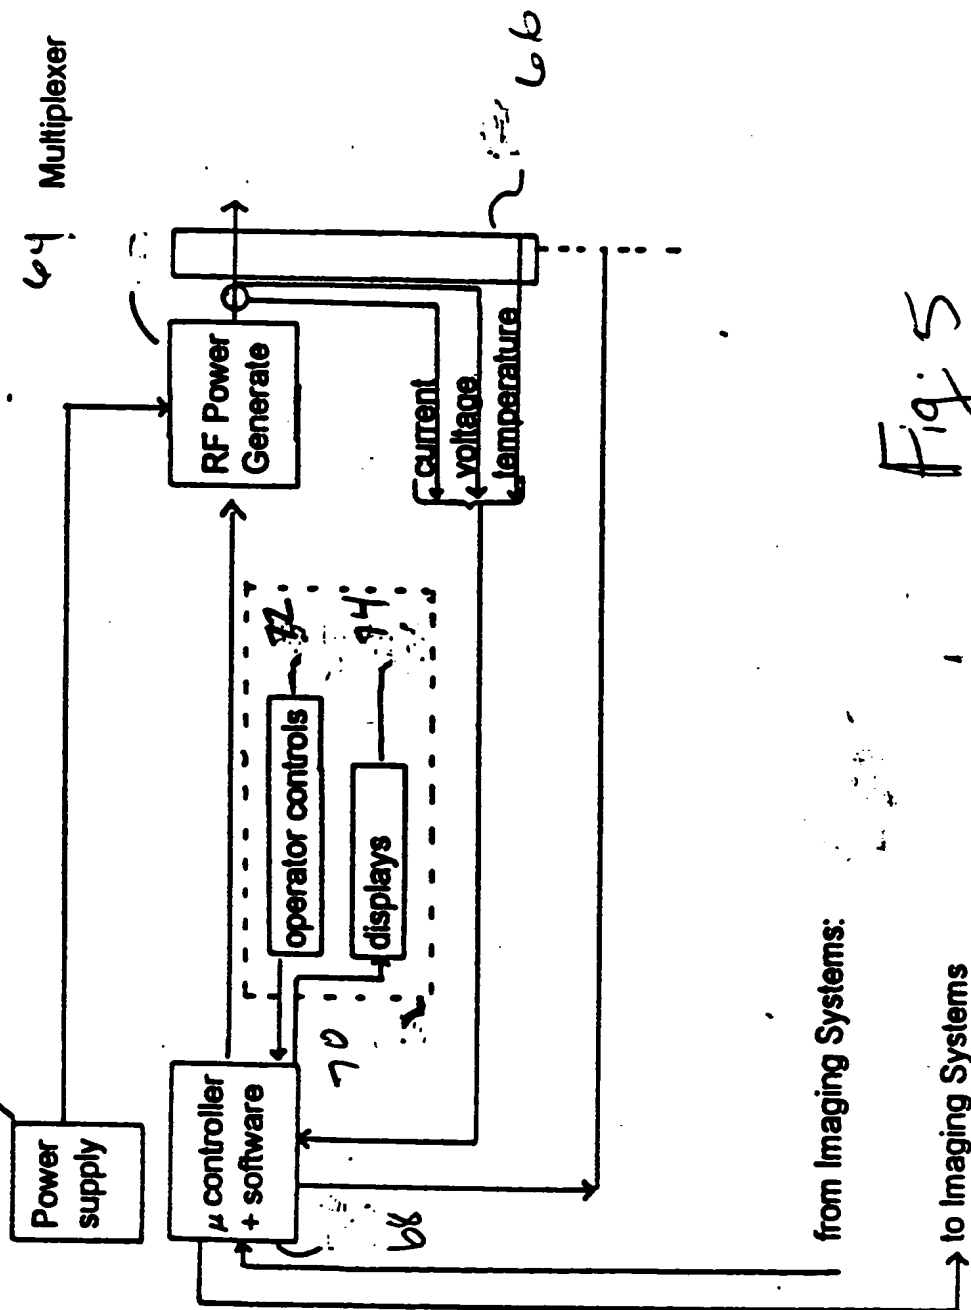 Power
supply
μ controller
+ software
68
70
operator controls
72
displays
74
RF Power
Generate
64
Multiplexer
66
current
voltage
temperature
from Imaging Systems:
to Imaging Systems
Fig. 5